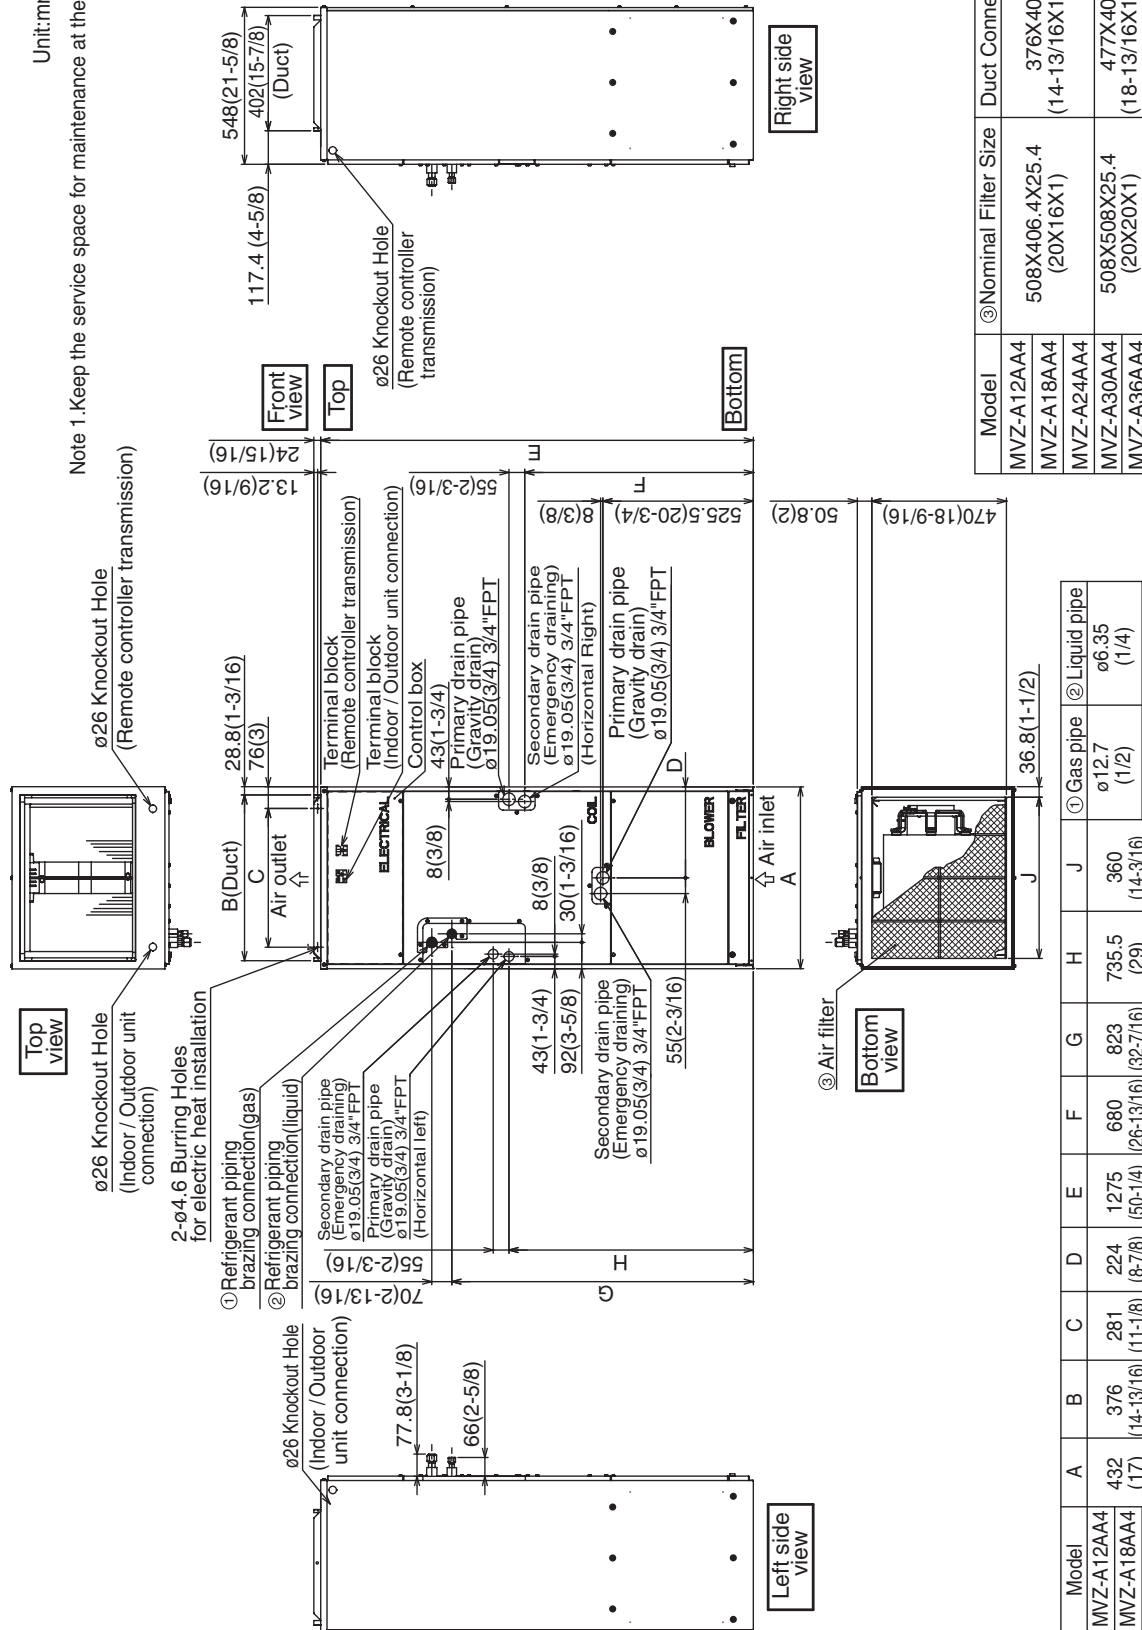 Unit:mm
Note 1.Keep the service space for maintenance at the
Top view
ø26 Knockout Hole
(Indoor / Outdoor unit
connection)
ø26 Knockout Hole
(Remote controller transmission)
2-ø4.6 Burring Holes
for electric heat installation
①Refrigerant piping
brazing connection(gas)
②Refrigerant piping
brazing connection(liquid)
Secondary drain pipe
(Emergency draining)
ø19.05(3/4) 3/4"FPT
Primary drain pipe
(Gravity drain)
ø19.05(3/4) 3/4"FPT
(Horizontal left)
B(Duct)
C
Air outlet
28.8(1-3/16)
76(3)
Terminal block
(Remote controller transmission)
Terminal block
(Indoor / Outdoor unit connection)
Control box
43(1-3/4)
Primary drain pipe
(Gravity drain)
ø19.05(3/4) 3/4"FPT
Secondary drain pipe
(Emergency draining)
ø19.05(3/4) 3/4"FPT
(Horizontal Right)
Primary drain pipe
(Gravity drain)
ø19.05(3/4) 3/4"FPT
D
ELECTRICAL
COIL
BLOWER
FILTER
8(3/8)
8(3/8)
30(1-3/16)
43(1-3/4)
92(3-5/8)
Secondary drain pipe
(Emergency draining)
ø19.05(3/4) 3/4"FPT
55(2-3/16)
Air inlet
A
70(2-13/16)
55(2-3/16)
G
H
13.2(9/16)
24(15/16)
55(2-3/16)
E
F
8(3/8)
525.5(20-3/4)
Front view
Top
Bottom
548(21-5/8)
402(15-7/8)
(Duct)
117.4 (4-5/8)
ø26 Knockout Hole
(Remote controller
transmission)
Right side view
ø26 Knockout Hole
(Indoor / Outdoor
unit connection)
77.8(3-1/8)
66(2-5/8)
Left side view
③Air filter
Bottom view
50.8(2)
470(18-9/16)
36.8(1-1/2)
J
Model ③Nominal Filter Size Duct Conne
MVZ-A12AA4 508X406.4X25.4 376X40
MVZ-A18AA4 (20X16X1) (14-13/16X1
MVZ-A24AA4
MVZ-A30AA4 508X508X25.4 477X40
MVZ-A36AA4 (20X20X1) (18-13/16X1
Model A B C D E F G H J ①Gas pipe ②Liquid pipe
MVZ-A12AA4 432 376 281 224 1275 680 823 735.5 360 ø12.7 ø6.35
MVZ-A18AA4 (17) (14-13/16) (11-1/8) (8-7/8) (50-1/4) (26-13/16) (32-7/16) (29) (14-3/16) (1/2) (1/4)